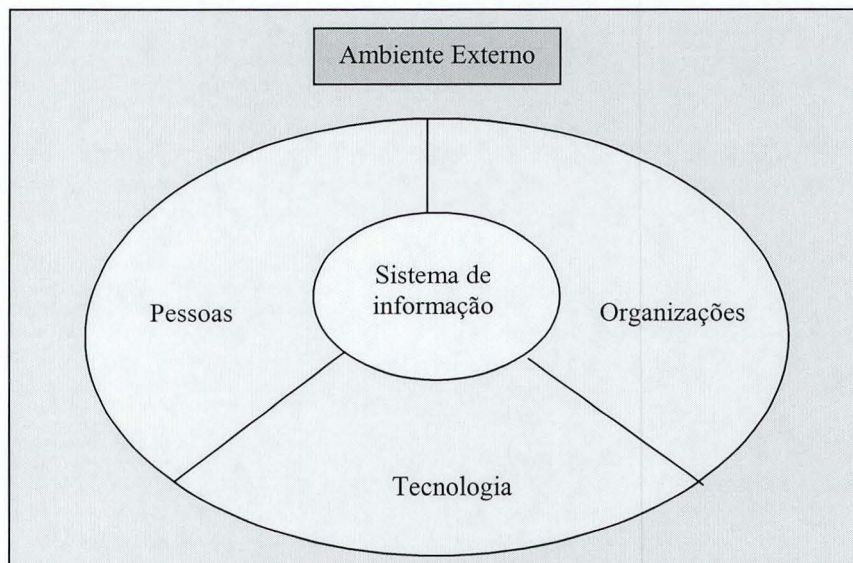 Ambiente Externo
Sistema de
informação
Pessoas
Organizações
Tecnologia